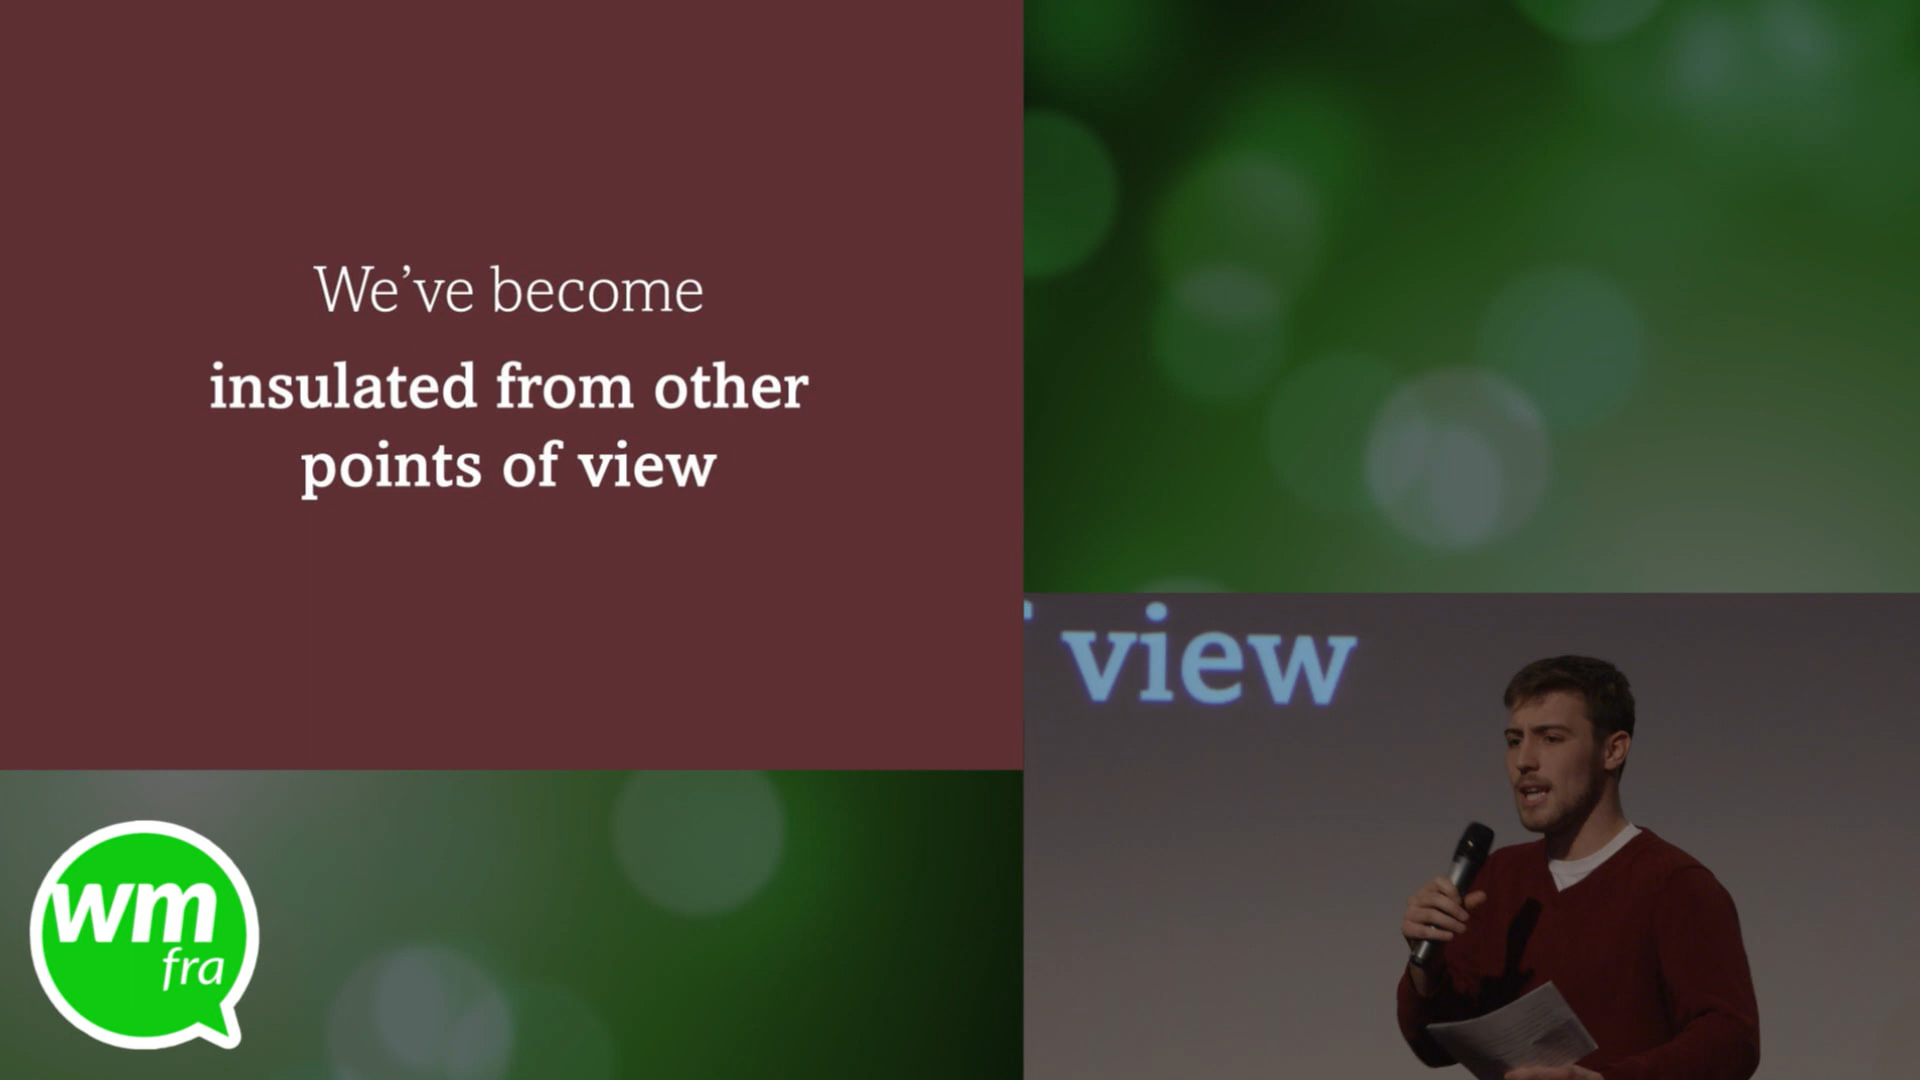 We’ve become
insulated from other
points of view
view
wm
fra